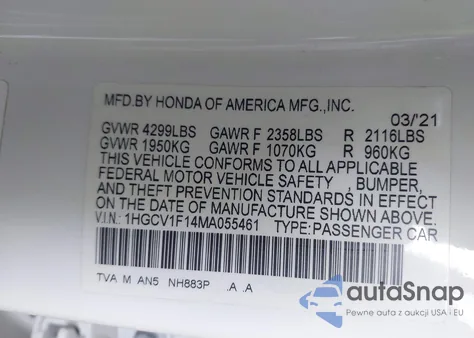 MFD.BY HONDA OF AMERICA MFG.,INC.
03/'21
GVWR 4299LBS GAWR F 2358LBS R 2116LBS
GVWR 1950KG GAWR F 1070KG R 960KG
THIS VEHICLE CONFORMS TO ALL APPLICABLE
FEDERAL MOTOR VEHICLE SAFETY , BUMPER,
AND THEFT PREVENTION STANDARDS IN EFFECT
ON THE DATE OF MANUFACTURE SHOWN ABOVE.
V.I.N.: 1HGCV1F14MA055461 TYPE:PASSENGER CAR
TVA M AN5 NH883P .A .A
autoSnap
Pewne auta z aukcji USA i EU